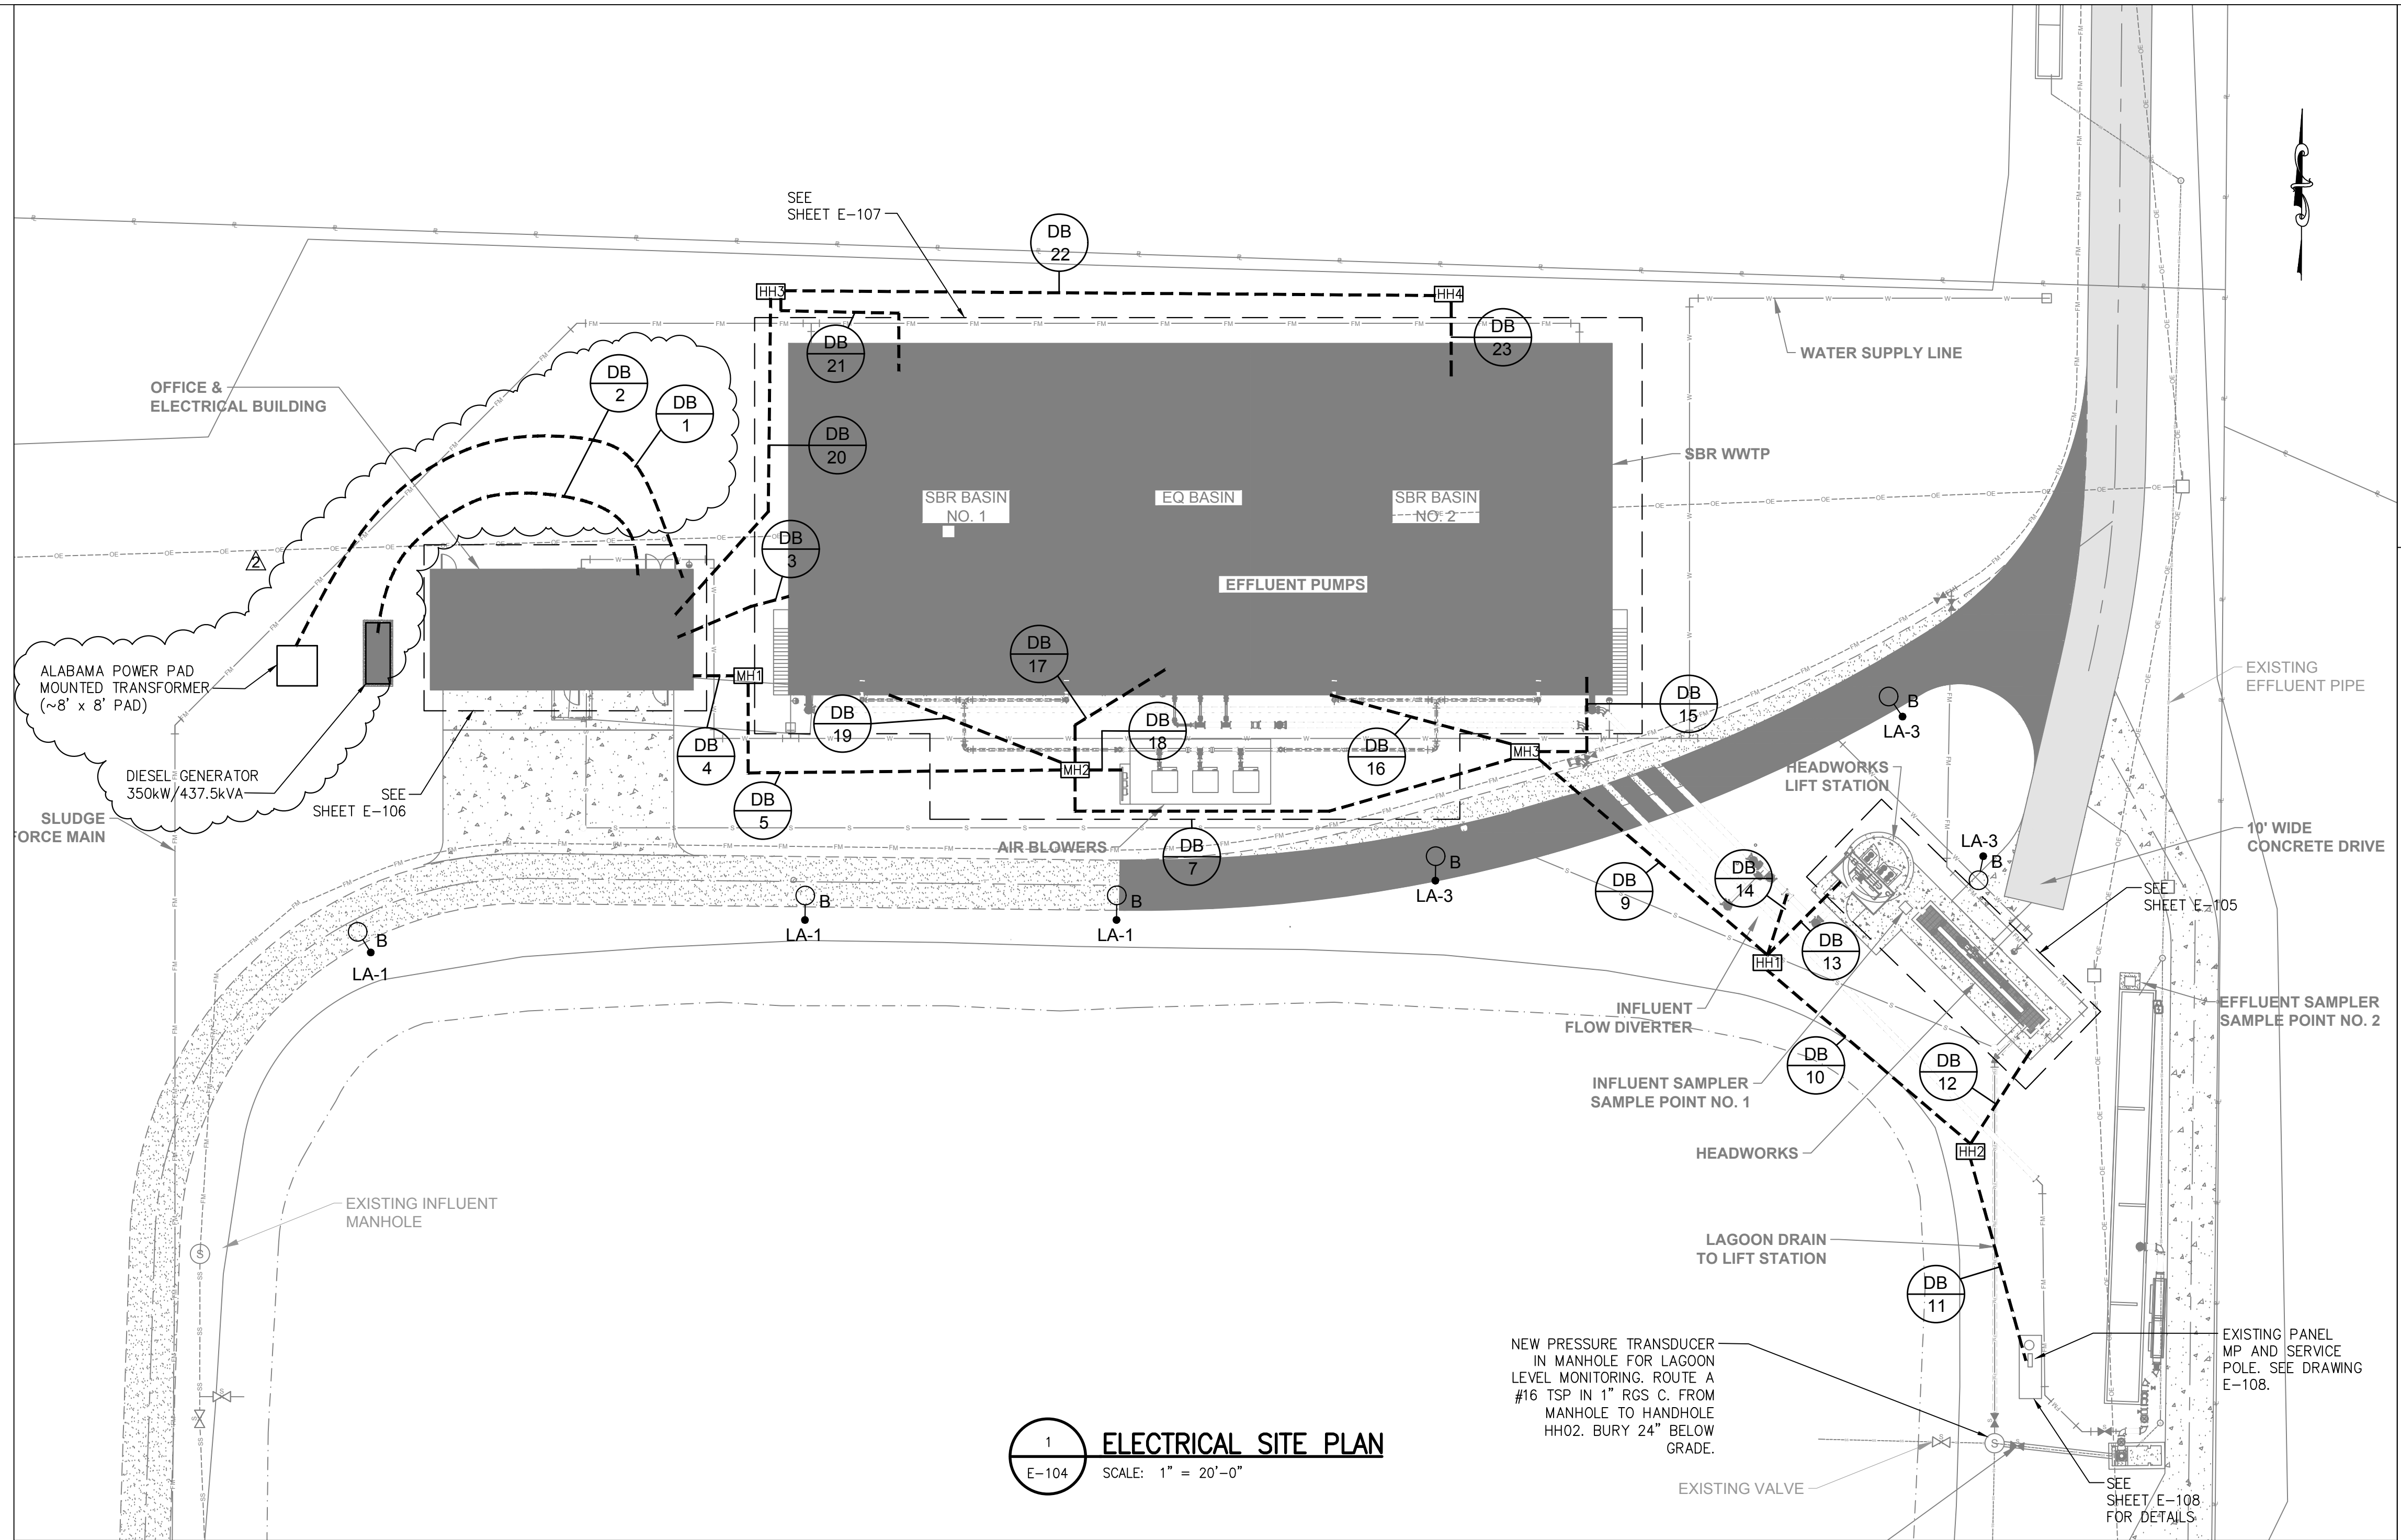 SEE
SHEET E-107
DB
22
HH3
HH4
DB
21
DB
23
WATER SUPPLY LINE
OFFICE &
ELECTRICAL BUILDING
DB
2
DB
1
DB
20
SBR WWTP
SBR BASIN
NO. 1
EQ BASIN
SBR BASIN
NO. 2
DB
3
2
EFFLUENT PUMPS
ALABAMA POWER PAD
MOUNTED TRANSFORMER
(~8' x 8' PAD)
DB
17
MH1
EXISTING
EFFLUENT PIPE
DB
15
DB
19
DB
18
B
LA-3
DB
4
DB
16
MH3
MH2
DIESEL GENERATOR
350kW/437.5kVA
SEE
SHEET E-106
HEADWORKS
LIFT STATION
DB
5
SLUDGE
FORCE MAIN
AIR BLOWERS
DB
7
10' WIDE
CONCRETE DRIVE
LA-3
B
B
LA-3
DB
9
DB
14
SEE
SHEET E-105
B
LA-1
B
LA-1
B
LA-1
DB
13
HH1
INFLUENT
FLOW DIVERTER
EFFLUENT SAMPLER
SAMPLE POINT NO. 2
DB
10
DB
12
INFLUENT SAMPLER
SAMPLE POINT NO. 1
HEADWORKS
HH2
EXISTING INFLUENT
MANHOLE
S
LAGOON DRAIN
TO LIFT STATION
DB
11
NEW PRESSURE TRANSDUCER
IN MANHOLE FOR LAGOON
LEVEL MONITORING. ROUTE A
#16 TSP IN 1" RGS C. FROM
MANHOLE TO HANDHOLE
HH02. BURY 24" BELOW
GRADE.
EXISTING PANEL
MP AND SERVICE
POLE. SEE DRAWING
E-108.
S
EXISTING VALVE
SEE
SHEET E-108
FOR DETAILS
1
E-104
ELECTRICAL SITE PLAN
SCALE: 1" = 20'-0"